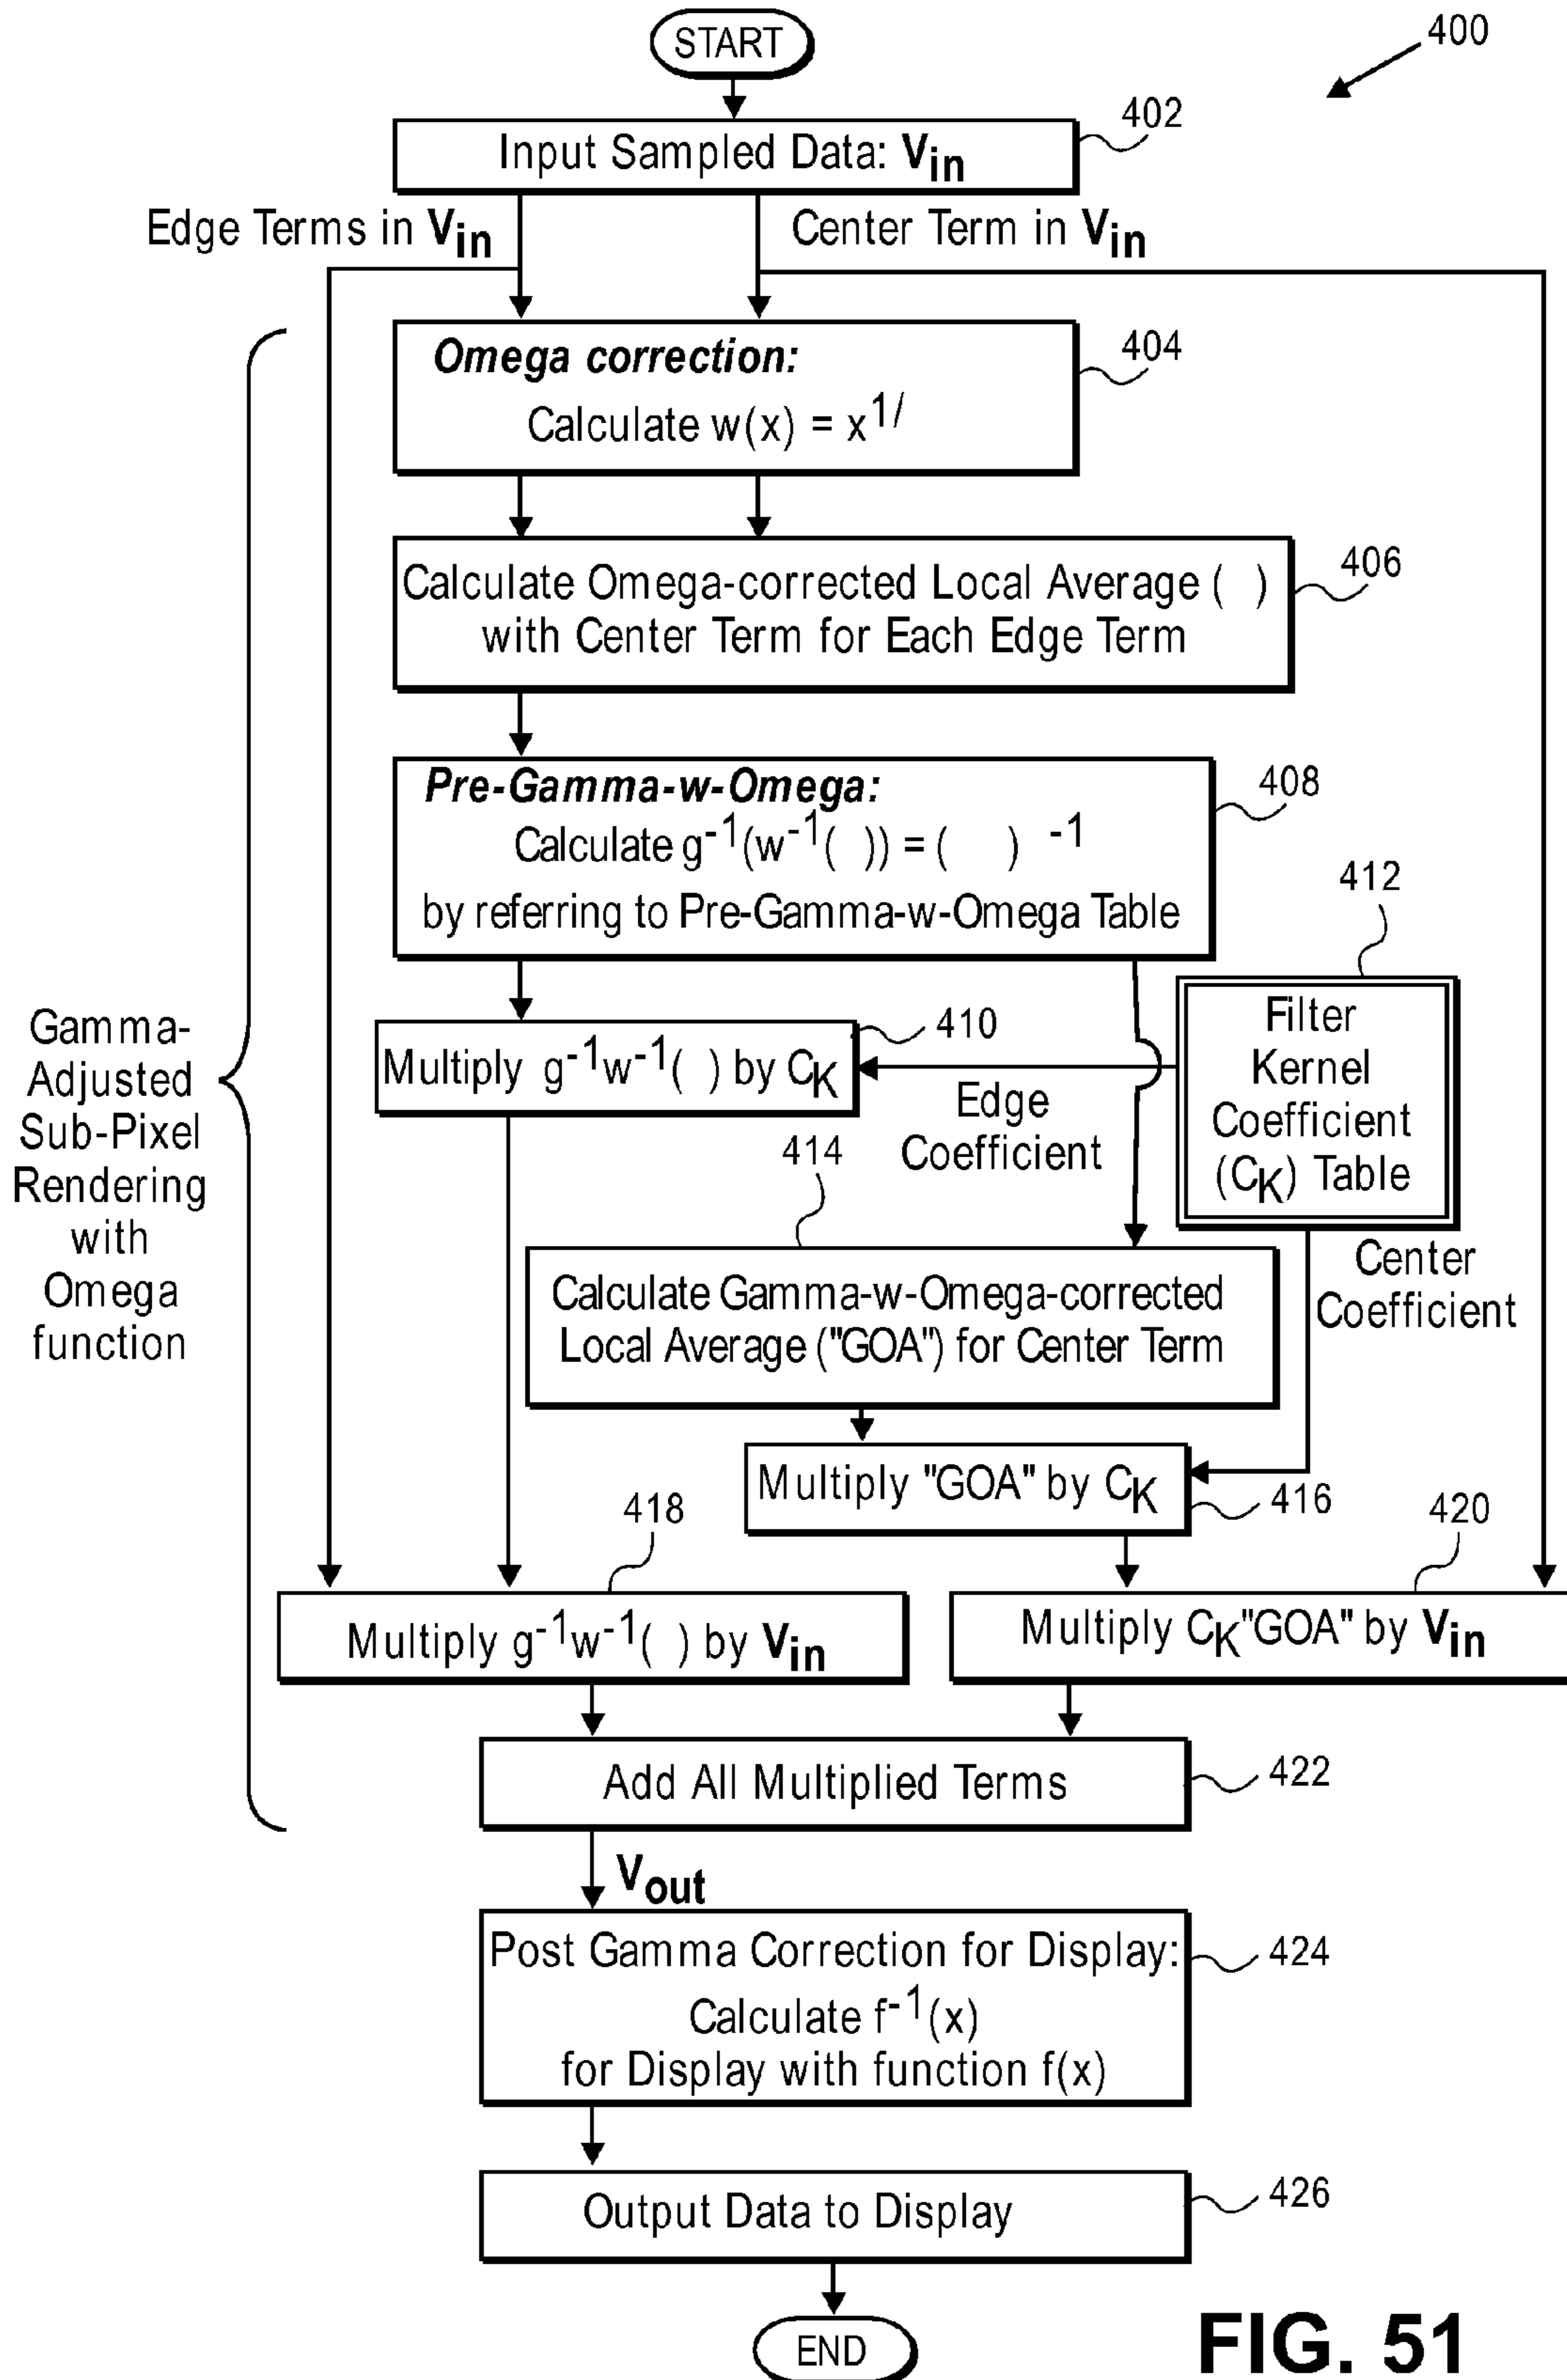 START
400
Input Sampled Data: Vin
402
Edge Terms in Vin
Center Term in Vin
Omega correction:
Calculate w(x) = x1/
404
Calculate Omega-corrected Local Average ( )
with Center Term for Each Edge Term
406
Pre-Gamma-w-Omega:
Calculate g-1(w-1( )) = ( ) -1
by referring to Pre-Gamma-w-Omega Table
408
412
Filter
Kernel
Coefficient
(CK) Table
Multiply g-1w-1( ) by CK
410
Edge
Coefficient
414
Calculate Gamma-w-Omega-corrected
Local Average ("GOA") for Center Term
Center
Coefficient
Gamma-
Adjusted
Sub-Pixel
Rendering
with
Omega
function
Multiply "GOA" by CK
416
418
420
Multiply g-1w-1( ) by Vin
Multiply CK"GOA" by Vin
Add All Multiplied Terms
422
Vout
Post Gamma Correction for Display:
Calculate f-1(x)
for Display with function f(x)
424
Output Data to Display
426
END
FIG. 51